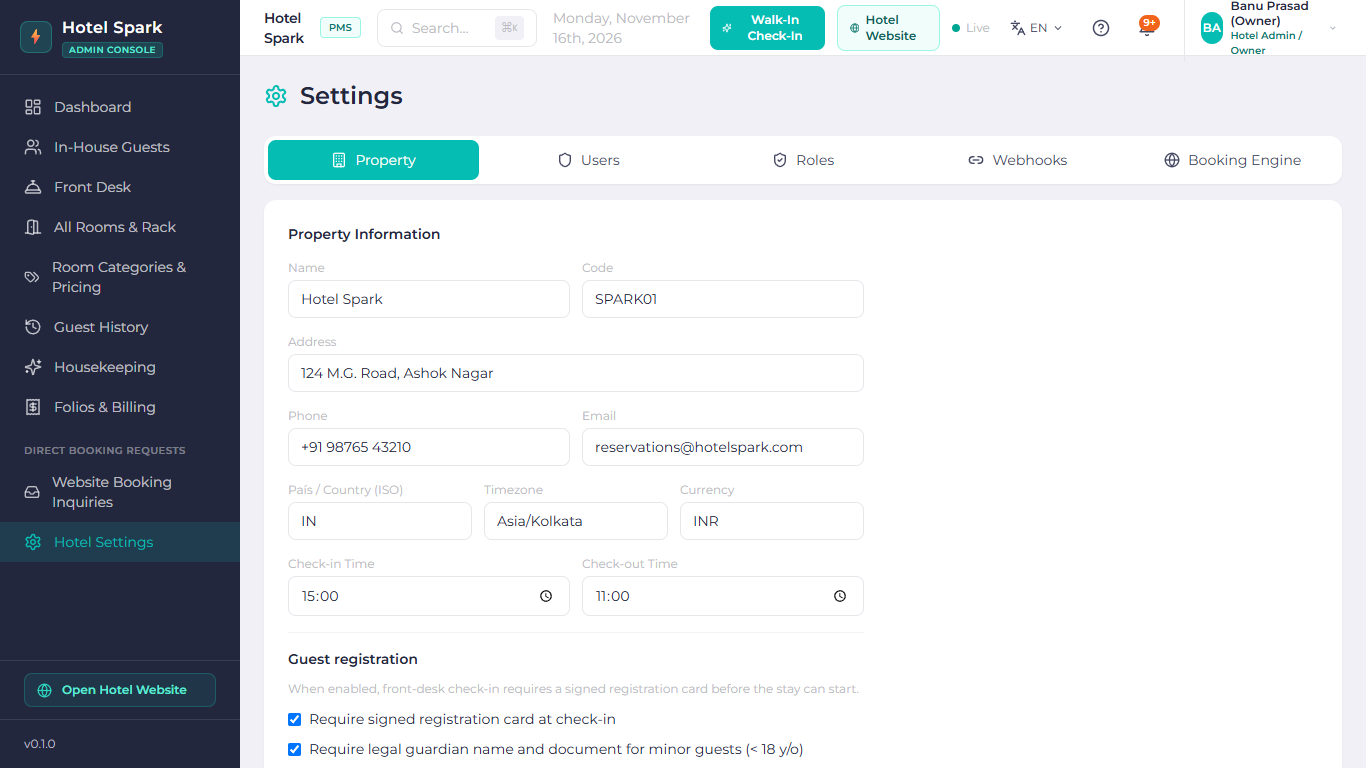 Hotel Spark
ADMIN CONSOLE
Dashboard
In-House Guests
Front Desk
All Rooms & Rack
Room Categories &
Pricing
Guest History
Housekeeping
Folios & Billing
DIRECT BOOKING REQUESTS
Website Booking
Inquiries
Hotel Settings
Open Hotel Website
v0.1.0
Hotel
Spark
PMS
Search...
⌘K
Monday, November
16th, 2026
Walk-In
Check-In
Hotel
Website
Live
EN
9+
BA
Banu Prasad
(Owner)
Hotel Admin /
Owner
Settings
Property
Users
Roles
Webhooks
Booking Engine
Property Information
Name
Code
Hotel Spark
SPARK01
Address
124 M.G. Road, Ashok Nagar
Phone
Email
+91 98765 43210
reservations@hotelspark.com
País / Country (ISO)
Timezone
Currency
IN
Asia/Kolkata
INR
Check-in Time
Check-out Time
15:00
11:00
Guest registration
When enabled, front-desk check-in requires a signed registration card before the stay can start.
Require signed registration card at check-in
Require legal guardian name and document for minor guests (< 18 y/o)